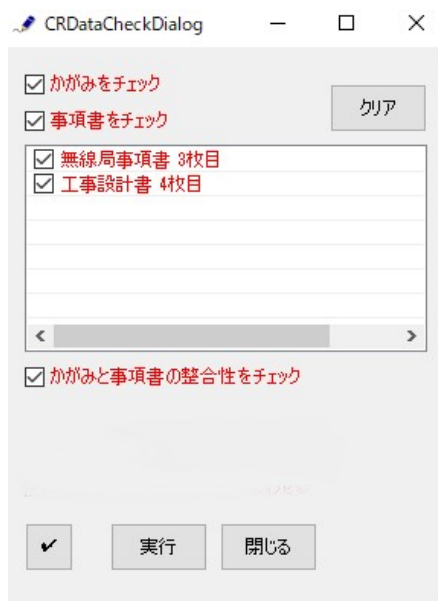 CRDataCheckDialog
かがみをチェック
クリア
事項書をチェック
無線局事項書 3枚目
工事設計書 4枚目
かがみと事項書の整合性をチェック
実行
閉じる